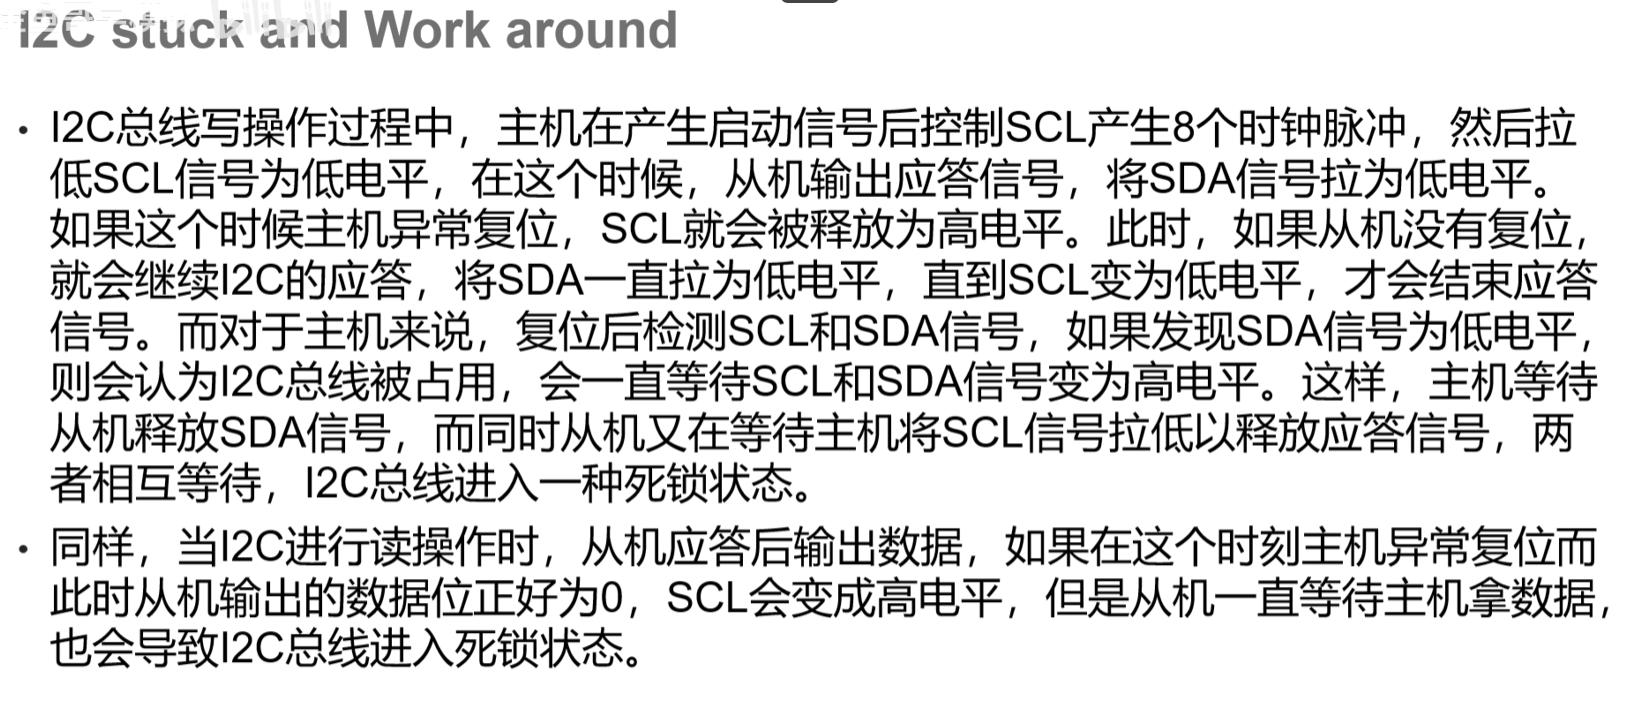 I2C stuck and Work around
• I2C总线写操作过程中，主机在产生启动信号后控制SCL产生8个时钟脉冲，然后拉
低SCL信号为低电平，在这个时候，从机输出应答信号，将SDA信号拉为低电平。
如果这个时候主机异常复位，SCL就会被释放为高电平。此时，如果从机没有复位，
就会继续I2C的应答，将SDA一直拉为低电平，直到SCL变为低电平，才会结束应答
信号。而对于主机来说，复位后检测SCL和SDA信号，如果发现SDA信号为低电平，
则会认为I2C总线被占用，会一直等待SCL和SDA信号变为高电平。这样，主机等待
从机释放SDA信号，而同时从机又在等待主机将SCL信号拉低以释放应答信号，两
者相互等待，I2C总线进入一种死锁状态。
• 同样，当I2C进行读操作时，从机应答后输出数据，如果在这个时刻主机异常复位而
此时从机输出的数据位正好为0，SCL会变成高电平，但是从机一直等待主机拿数据，
也会导致I2C总线进入死锁状态。